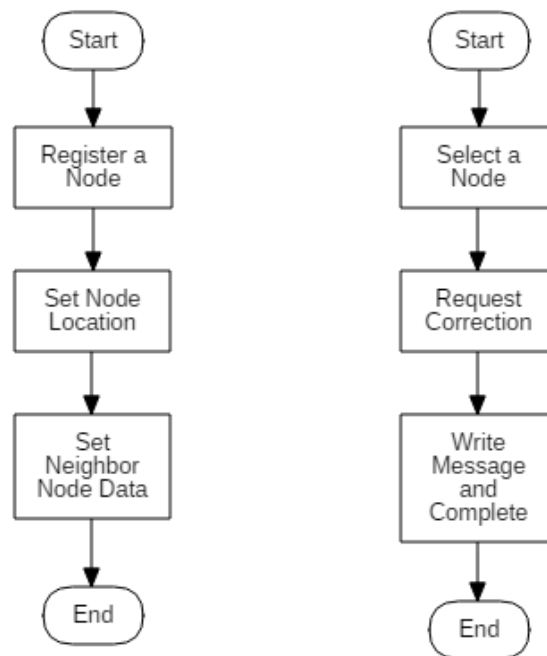 Start
Register a
Node
Set Node
Location
Set
Neighbor
Node Data
End
Start
Select a
Node
Request
Correction
Write
Message
and
Complete
End